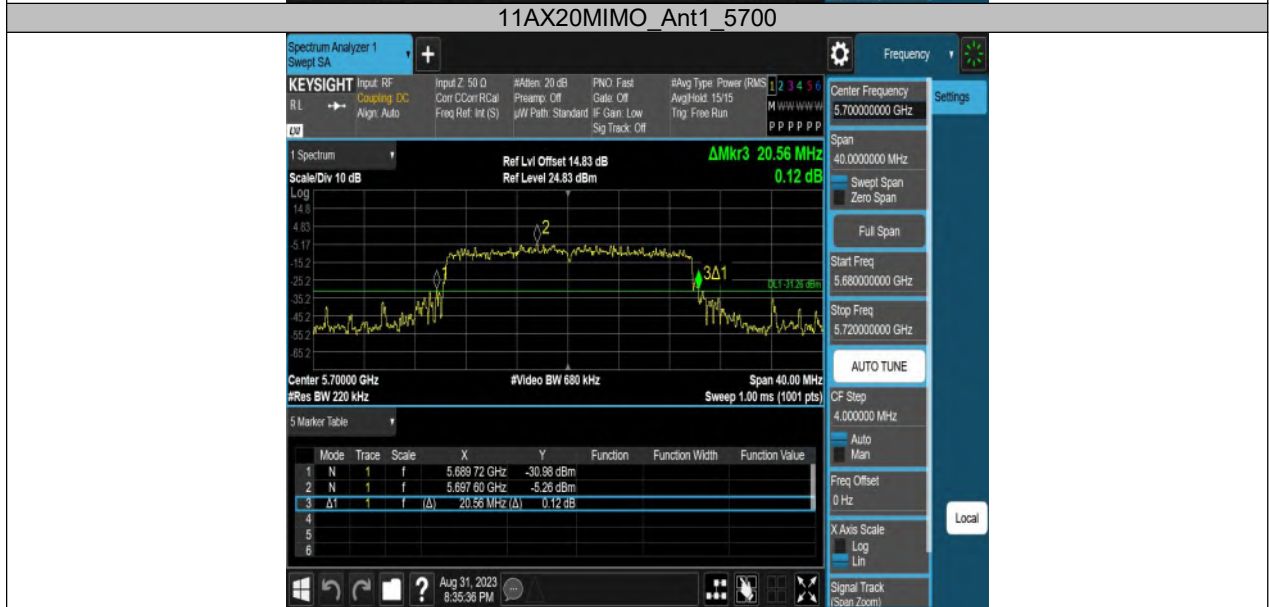 11AX20MIMO_Ant1_5700
Spectrum Analyzer 1
Swept SA
+
Frequency
KEYSIGHT Input: RF
RL
Coupling: DC
Align: Auto
LXI
Input Z: 50 Ω
Corr CCorr RCal
Freq Ref: Int (S)
#Atten: 20 dB
Preamp: Off
µW Path: Standard
PNO: Fast
Gate: Off
IF Gain: Low
Sig Track: Off
#Avg Type: Power (RMS
Avg|Hold: 15/15
Trig: Free Run
1 2 3 4 5 6
M W W W W W
P P P P P P
Center Frequency
5.700000000 GHz
Settings
Span
40.0000000 MHz
Swept Span
Zero Span
Full Span
Start Freq
5.680000000 GHz
Stop Freq
5.720000000 GHz
AUTO TUNE
CF Step
4.000000 MHz
Auto
Man
Freq Offset
0 Hz
X Axis Scale
Log
Lin
Signal Track
(Span Zoom)
Local
1 Spectrum
Scale/Div 10 dB
Ref Lvl Offset 14.83 dB
Ref Level 24.83 dBm
ΔMkr3 20.56 MHz
0.12 dB
Log
14.8
4.83
-5.17
-15.2
-25.2
-35.2
-45.2
-55.2
-65.2
1
2
3Δ1
DL1 -31.26 dBm
Center 5.70000 GHz
#Res BW 220 kHz
#Video BW 680 kHz
Span 40.00 MHz
Sweep 1.00 ms (1001 pts)
5 Marker Table
Mode Trace Scale X Y Function Function Width Function Value
1 N 1 f 5.689 72 GHz -30.98 dBm
2 N 1 f 5.697 60 GHz -5.26 dBm
3 Δ1 1 f (Δ) 20.56 MHz (Δ) 0.12 dB
4
5
6
? Aug 31, 2023
8:35:36 PM